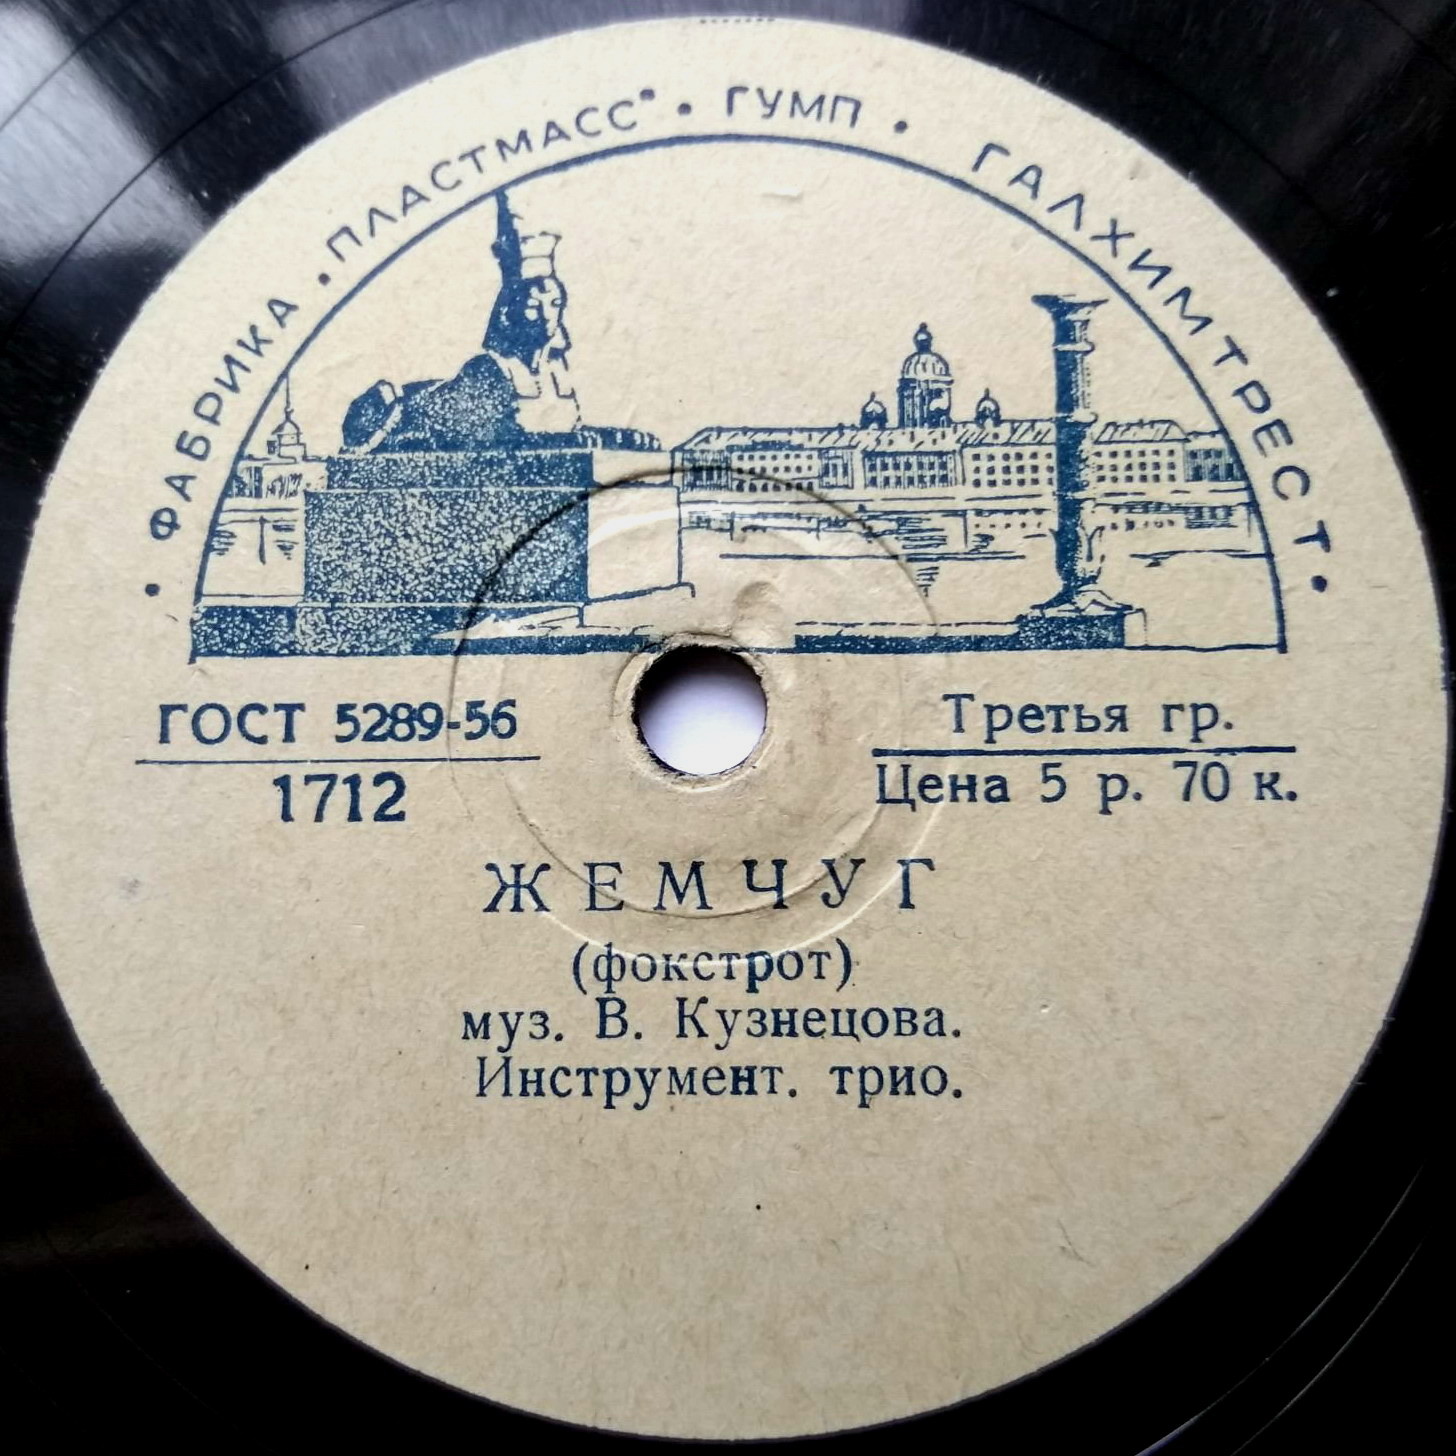 • ФАБРИКА „ПЛАСТМАСС" • ГУМП • ГАЛХИМТРЕСТ •
ГОСТ 5289-56
1712
Третья гр.
Цена 5 р. 70 к.
ЖЕМЧУГ
(фокстрот)
муз. В. Кузнецова.
Инструмент. трио.